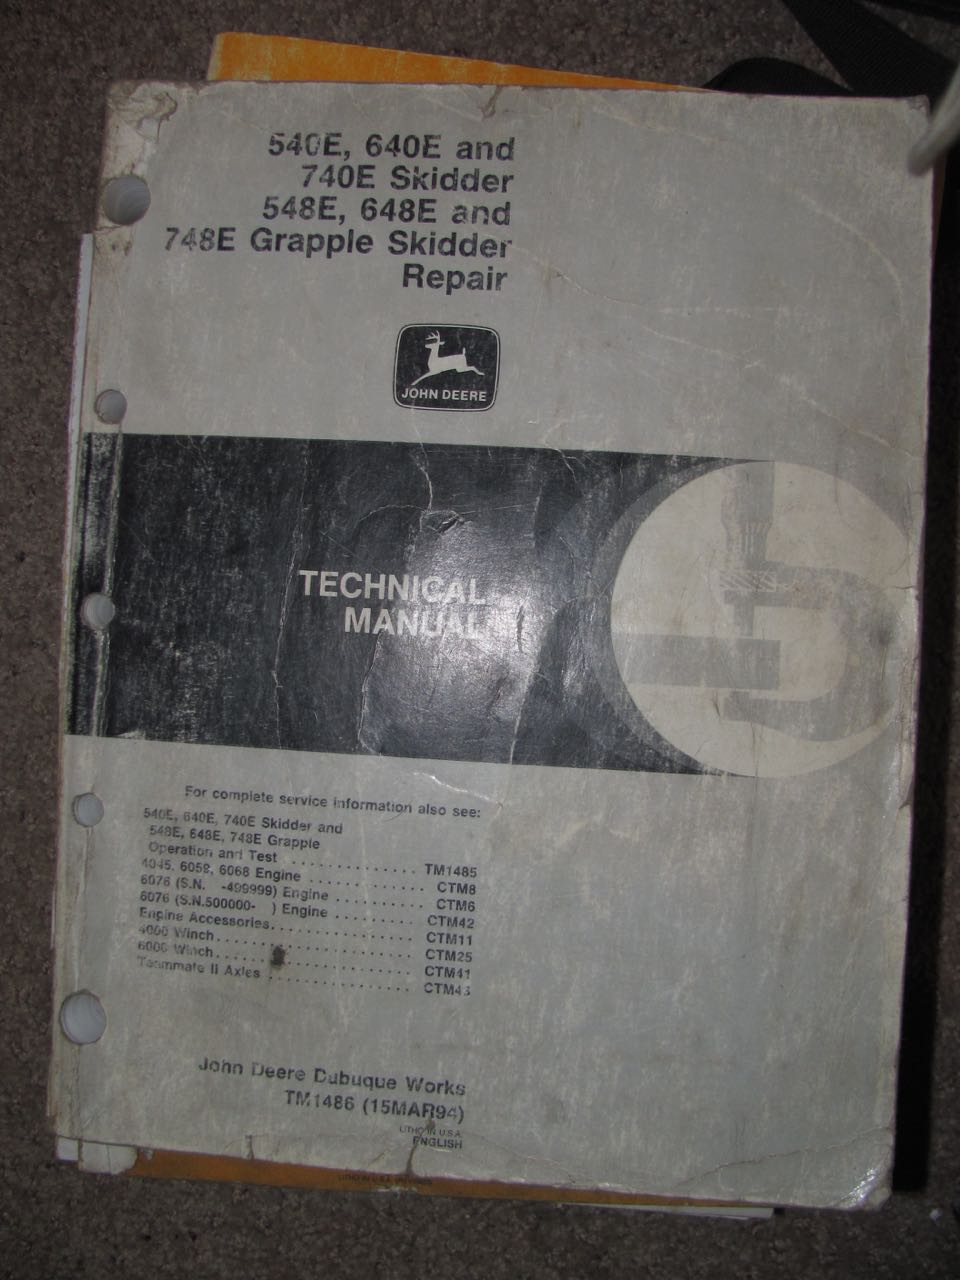 540E, 640E and
740E Skidder
548E, 648E and
748E Grapple Skidder
Repair
JOHN DEERE
TECHNICAL
MANUAL
For complete service information also see:
540E, 640E, 740E Skidder and
548E, 648E, 748E Grapple
Operation and Test . . . . . . . . . . . . . TM1485
4045, 6059, 6068 Engine . . . . . . . . . . . . CTM8
6076 (S.N. -499999) Engine . . . . . . . . . CTM6
6076 (S.N.500000- ) Engine . . . . . . . . . CTM42
Engine Accessories. . . . . . . . . . . . . . . CTM11
4000 Winch. . . . . . . . . . . . . . . . . . . . CTM25
6000 Winch. . . . . . . . . . . . . . . . . . . . CTM41
Teammate II Axles . . . . . . . . . . . . . . . CTM43
John Deere Dubuque Works
TM1486 (15MAR94)
LITHO IN U.S.A.
ENGLISH